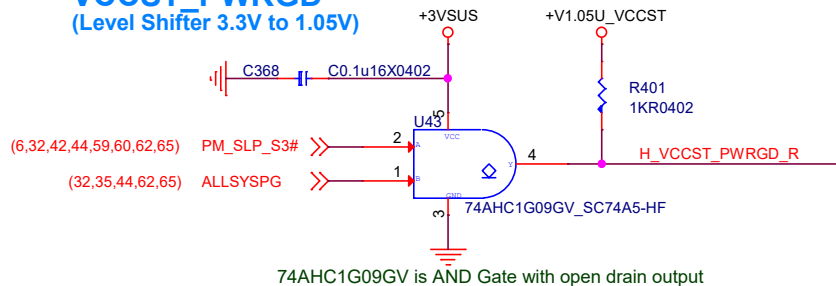 VCCST_PWRGD
(Level Shifter 3.3V to 1.05V)
+3VSUS
+V1.05U_VCCST
C368
C0.1u16X0402
R401
1KR0402
U43
5
VCC
(6,32,42,44,59,60,62,65)
PM_SLP_S3#
2
A
(32,35,44,62,65)
ALLSYSPG
1
B
Y
4
H_VCCST_PWRGD_R
GND
3
74AHC1G09GV_SC74A5-HF
74AHC1G09GV is AND Gate with open drain output